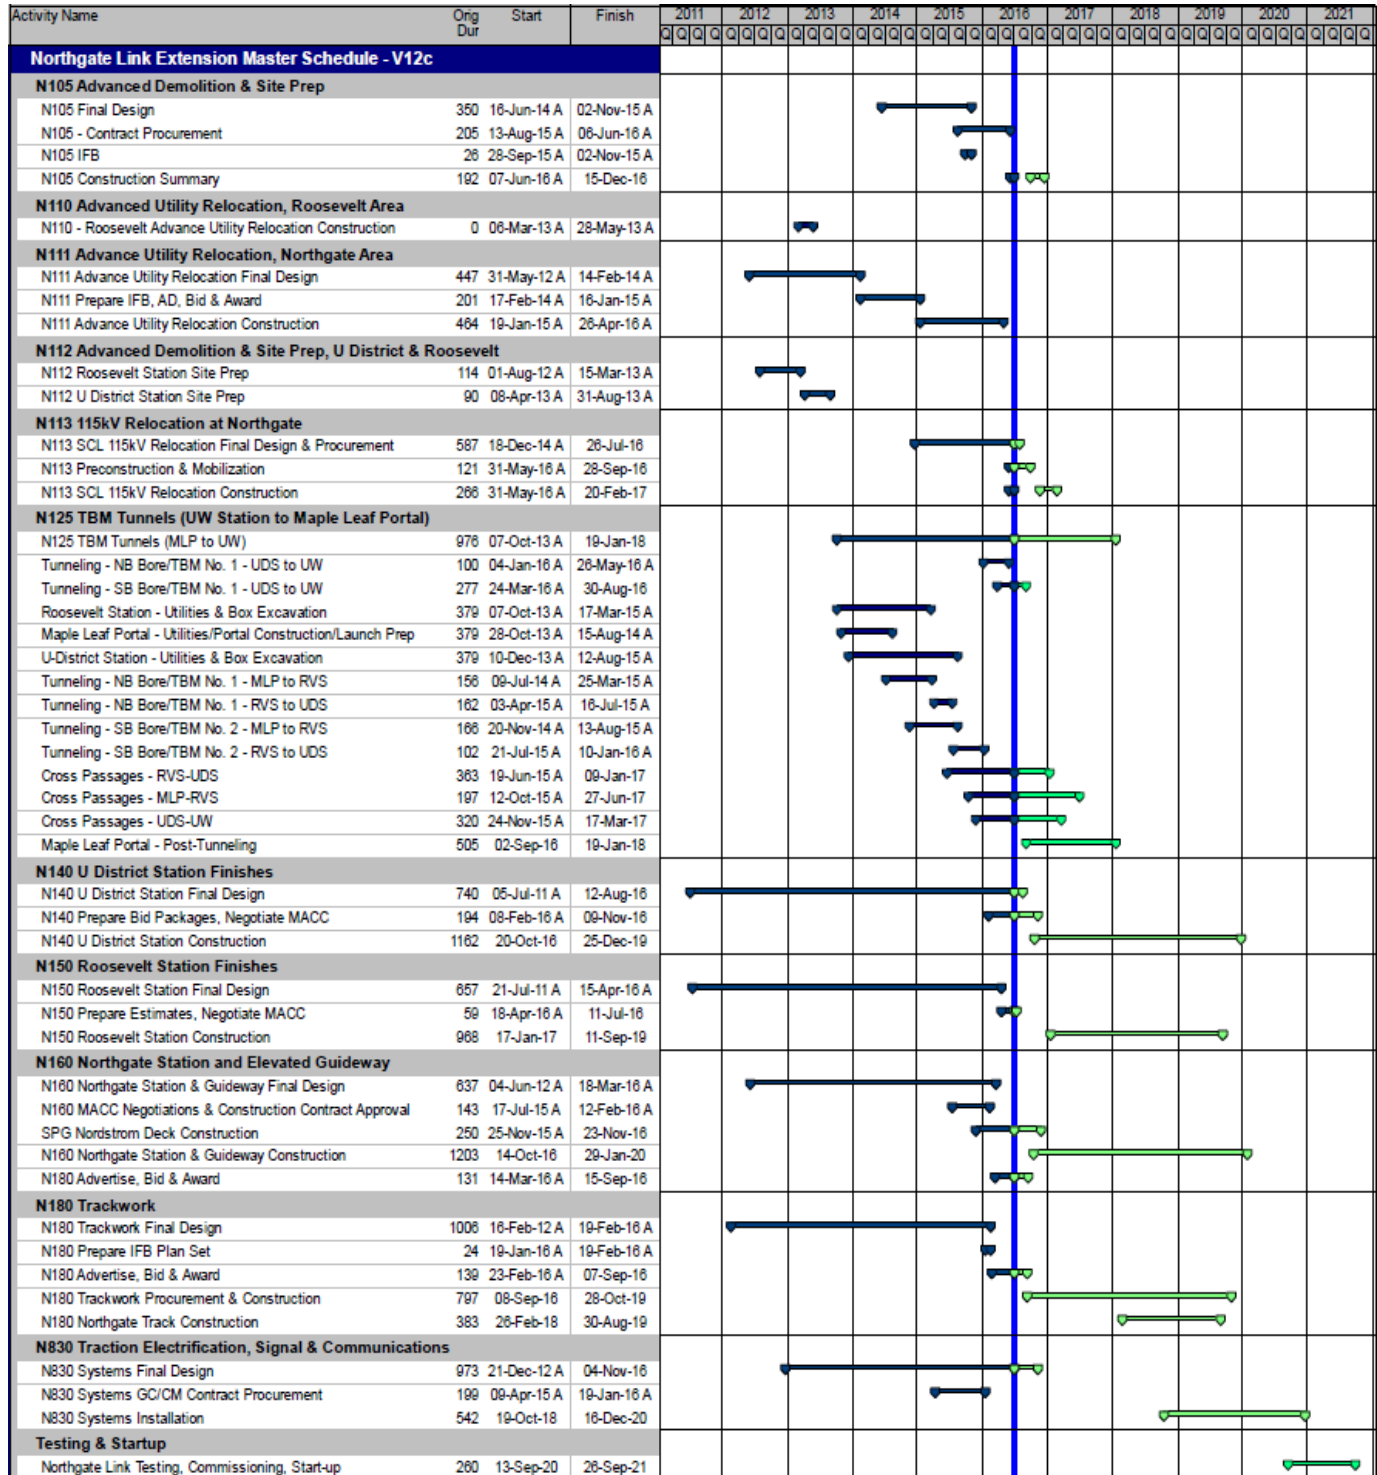 Activity Name Orig Dur Start Finish 2011 2012 2013 2014 2015 2016 2017 2018 2019 2020 2021
Q Q Q Q Q Q Q Q Q Q Q Q Q Q Q Q Q Q Q Q Q Q Q Q Q Q Q Q Q Q Q Q Q Q Q Q Q Q Q Q Q Q Q Q
Northgate Link Extension Master Schedule - V12c
N105 Advanced Demolition & Site Prep
N105 Final Design 350 16-Jun-14 A 02-Nov-15 A
N105 - Contract Procurement 205 13-Aug-15 A 06-Jun-16 A
N105 IFB 26 28-Sep-15 A 02-Nov-15 A
N105 Construction Summary 192 07-Jun-16 A 15-Dec-16
N110 Advanced Utility Relocation, Roosevelt Area
N110 - Roosevelt Advance Utility Relocation Construction 0 06-Mar-13 A 28-May-13 A
N111 Advance Utility Relocation, Northgate Area
N111 Advance Utility Relocation Final Design 447 31-May-12 A 14-Feb-14 A
N111 Prepare IFB, AD, Bid & Award 201 17-Feb-14 A 16-Jan-15 A
N111 Advance Utility Relocation Construction 464 19-Jan-15 A 26-Apr-16 A
N112 Advanced Demolition & Site Prep, U District & Roosevelt
N112 Roosevelt Station Site Prep 114 01-Aug-12 A 15-Mar-13 A
N112 U District Station Site Prep 90 08-Apr-13 A 31-Aug-13 A
N113 115kV Relocation at Northgate
N113 SCL 115kV Relocation Final Design & Procurement 587 18-Dec-14 A 26-Jul-16
N113 Preconstruction & Mobilization 121 31-May-16 A 28-Sep-16
N113 SCL 115kV Relocation Construction 266 31-May-16 A 20-Feb-17
N125 TBM Tunnels (UW Station to Maple Leaf Portal)
N125 TBM Tunnels (MLP to UW) 976 07-Oct-13 A 19-Jan-18
Tunneling - NB Bore/TBM No. 1 - UDS to UW 100 04-Jan-16 A 26-May-16 A
Tunneling - SB Bore/TBM No. 1 - UDS to UW 277 24-Mar-16 A 30-Aug-16
Roosevelt Station - Utilities & Box Excavation 379 07-Oct-13 A 17-Mar-15 A
Maple Leaf Portal - Utilities/Portal Construction/Launch Prep 379 28-Oct-13 A 15-Aug-14 A
U-District Station - Utilities & Box Excavation 379 10-Dec-13 A 12-Aug-15 A
Tunneling - NB Bore/TBM No. 1 - MLP to RVS 156 09-Jul-14 A 25-Mar-15 A
Tunneling - NB Bore/TBM No. 1 - RVS to UDS 162 03-Apr-15 A 16-Jul-15 A
Tunneling - SB Bore/TBM No. 2 - MLP to RVS 166 20-Nov-14 A 13-Aug-15 A
Tunneling - SB Bore/TBM No. 2 - RVS to UDS 102 21-Jul-15 A 10-Jan-16 A
Cross Passages - RVS-UDS 363 19-Jun-15 A 09-Jan-17
Cross Passages - MLP-RVS 197 12-Oct-15 A 27-Jun-17
Cross Passages - UDS-UW 320 24-Nov-15 A 17-Mar-17
Maple Leaf Portal - Post-Tunneling 505 02-Sep-16 19-Jan-18
N140 U District Station Finishes
N140 U District Station Final Design 740 05-Jul-11 A 12-Aug-16
N140 Prepare Bid Packages, Negotiate MACC 194 08-Feb-16 A 09-Nov-16
N140 U District Station Construction 1162 20-Oct-16 25-Dec-19
N150 Roosevelt Station Finishes
N150 Roosevelt Station Final Design 657 21-Jul-11 A 15-Apr-16 A
N150 Prepare Estimates, Negotiate MACC 59 18-Apr-16 A 11-Jul-16
N150 Roosevelt Station Construction 968 17-Jan-17 11-Sep-19
N160 Northgate Station and Elevated Guideway
N160 Northgate Station & Guideway Final Design 637 04-Jun-12 A 18-Mar-16 A
N160 MACC Negotiations & Construction Contract Approval 143 17-Jul-15 A 12-Feb-16 A
SPG Nordstrom Deck Construction 250 25-Nov-15 A 23-Nov-16
N160 Northgate Station & Guideway Construction 1203 14-Oct-16 29-Jan-20
N180 Advertise, Bid & Award 131 14-Mar-16 A 15-Sep-16
N180 Trackwork
N180 Trackwork Final Design 1006 16-Feb-12 A 19-Feb-16 A
N180 Prepare IFB Plan Set 24 19-Jan-16 A 19-Feb-16 A
N180 Advertise, Bid & Award 139 23-Feb-16 A 07-Sep-16
N180 Trackwork Procurement & Construction 797 08-Sep-16 28-Oct-19
N180 Northgate Track Construction 383 26-Feb-18 30-Aug-19
N830 Traction Electrification, Signal & Communications
N830 Systems Final Design 973 21-Dec-12 A 04-Nov-16
N830 Systems GC/CM Contract Procurement 199 09-Apr-15 A 19-Jan-16 A
N830 Systems Installation 542 19-Oct-18 16-Dec-20
Testing & Startup
Northgate Link Testing, Commissioning, Start-up 260 13-Sep-20 26-Sep-21